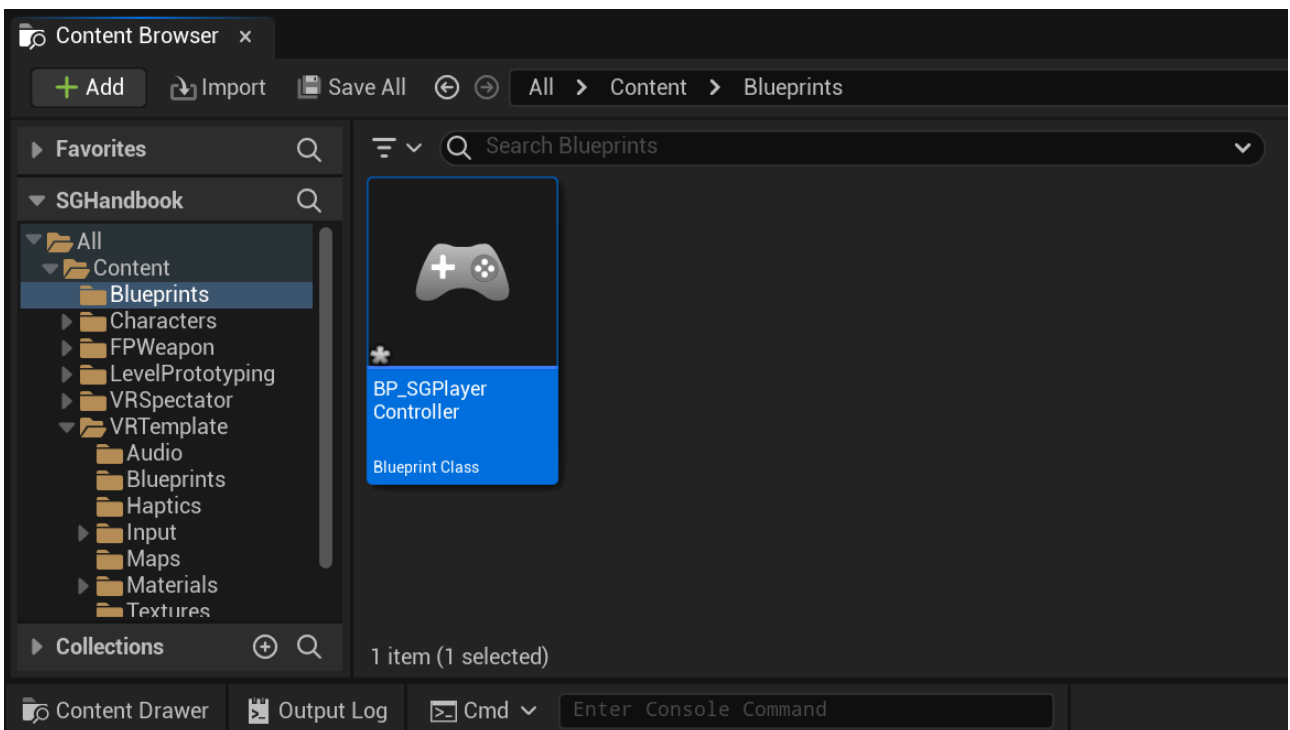 Content Browser
Add Import Save All All Content Blueprints
Favorites
Search Blueprints
SGHandbook
All
Content
Blueprints
Characters
FPWeapon
LevelPrototyping
VRSpectator
VRTemplate
Audio
Blueprints
Haptics
Input
Maps
Materials
Textures
Collections
BP_SGPlayer
Controller
Blueprint Class
1 item (1 selected)
Content Drawer Output Log Cmd Enter Console Command